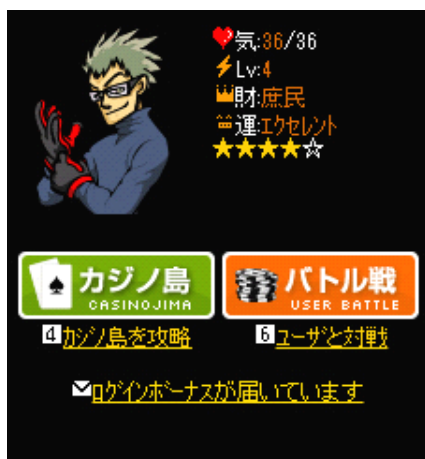 気:36/36
Lv:4
財:庶民
運:エクセレント
★★★★☆
カジノ島
CASINOJIMA
バトル戦
USER BATTLE
4 カジノ島を攻略
6 ユーザと対戦
ログインボーナスが届いています